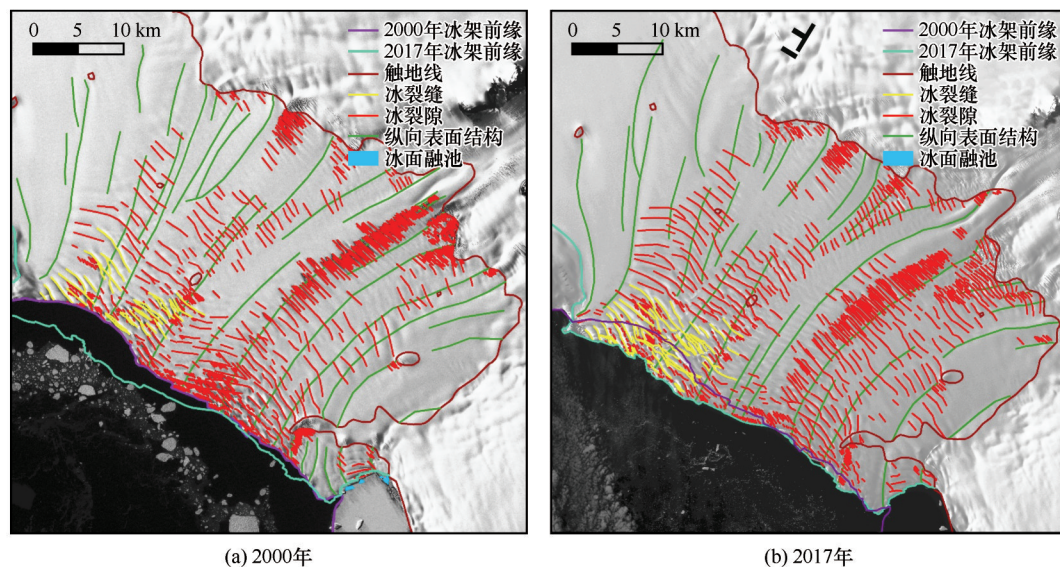 0 5 10 km
2000年冰架前缘
2017年冰架前缘
触地线
冰裂缝
冰裂隙
纵向表面结构
冰面融池
0 5 10 km
2000年冰架前缘
2017年冰架前缘
触地线
冰裂缝
冰裂隙
纵向表面结构
冰面融池
(a) 2000年
(b) 2017年